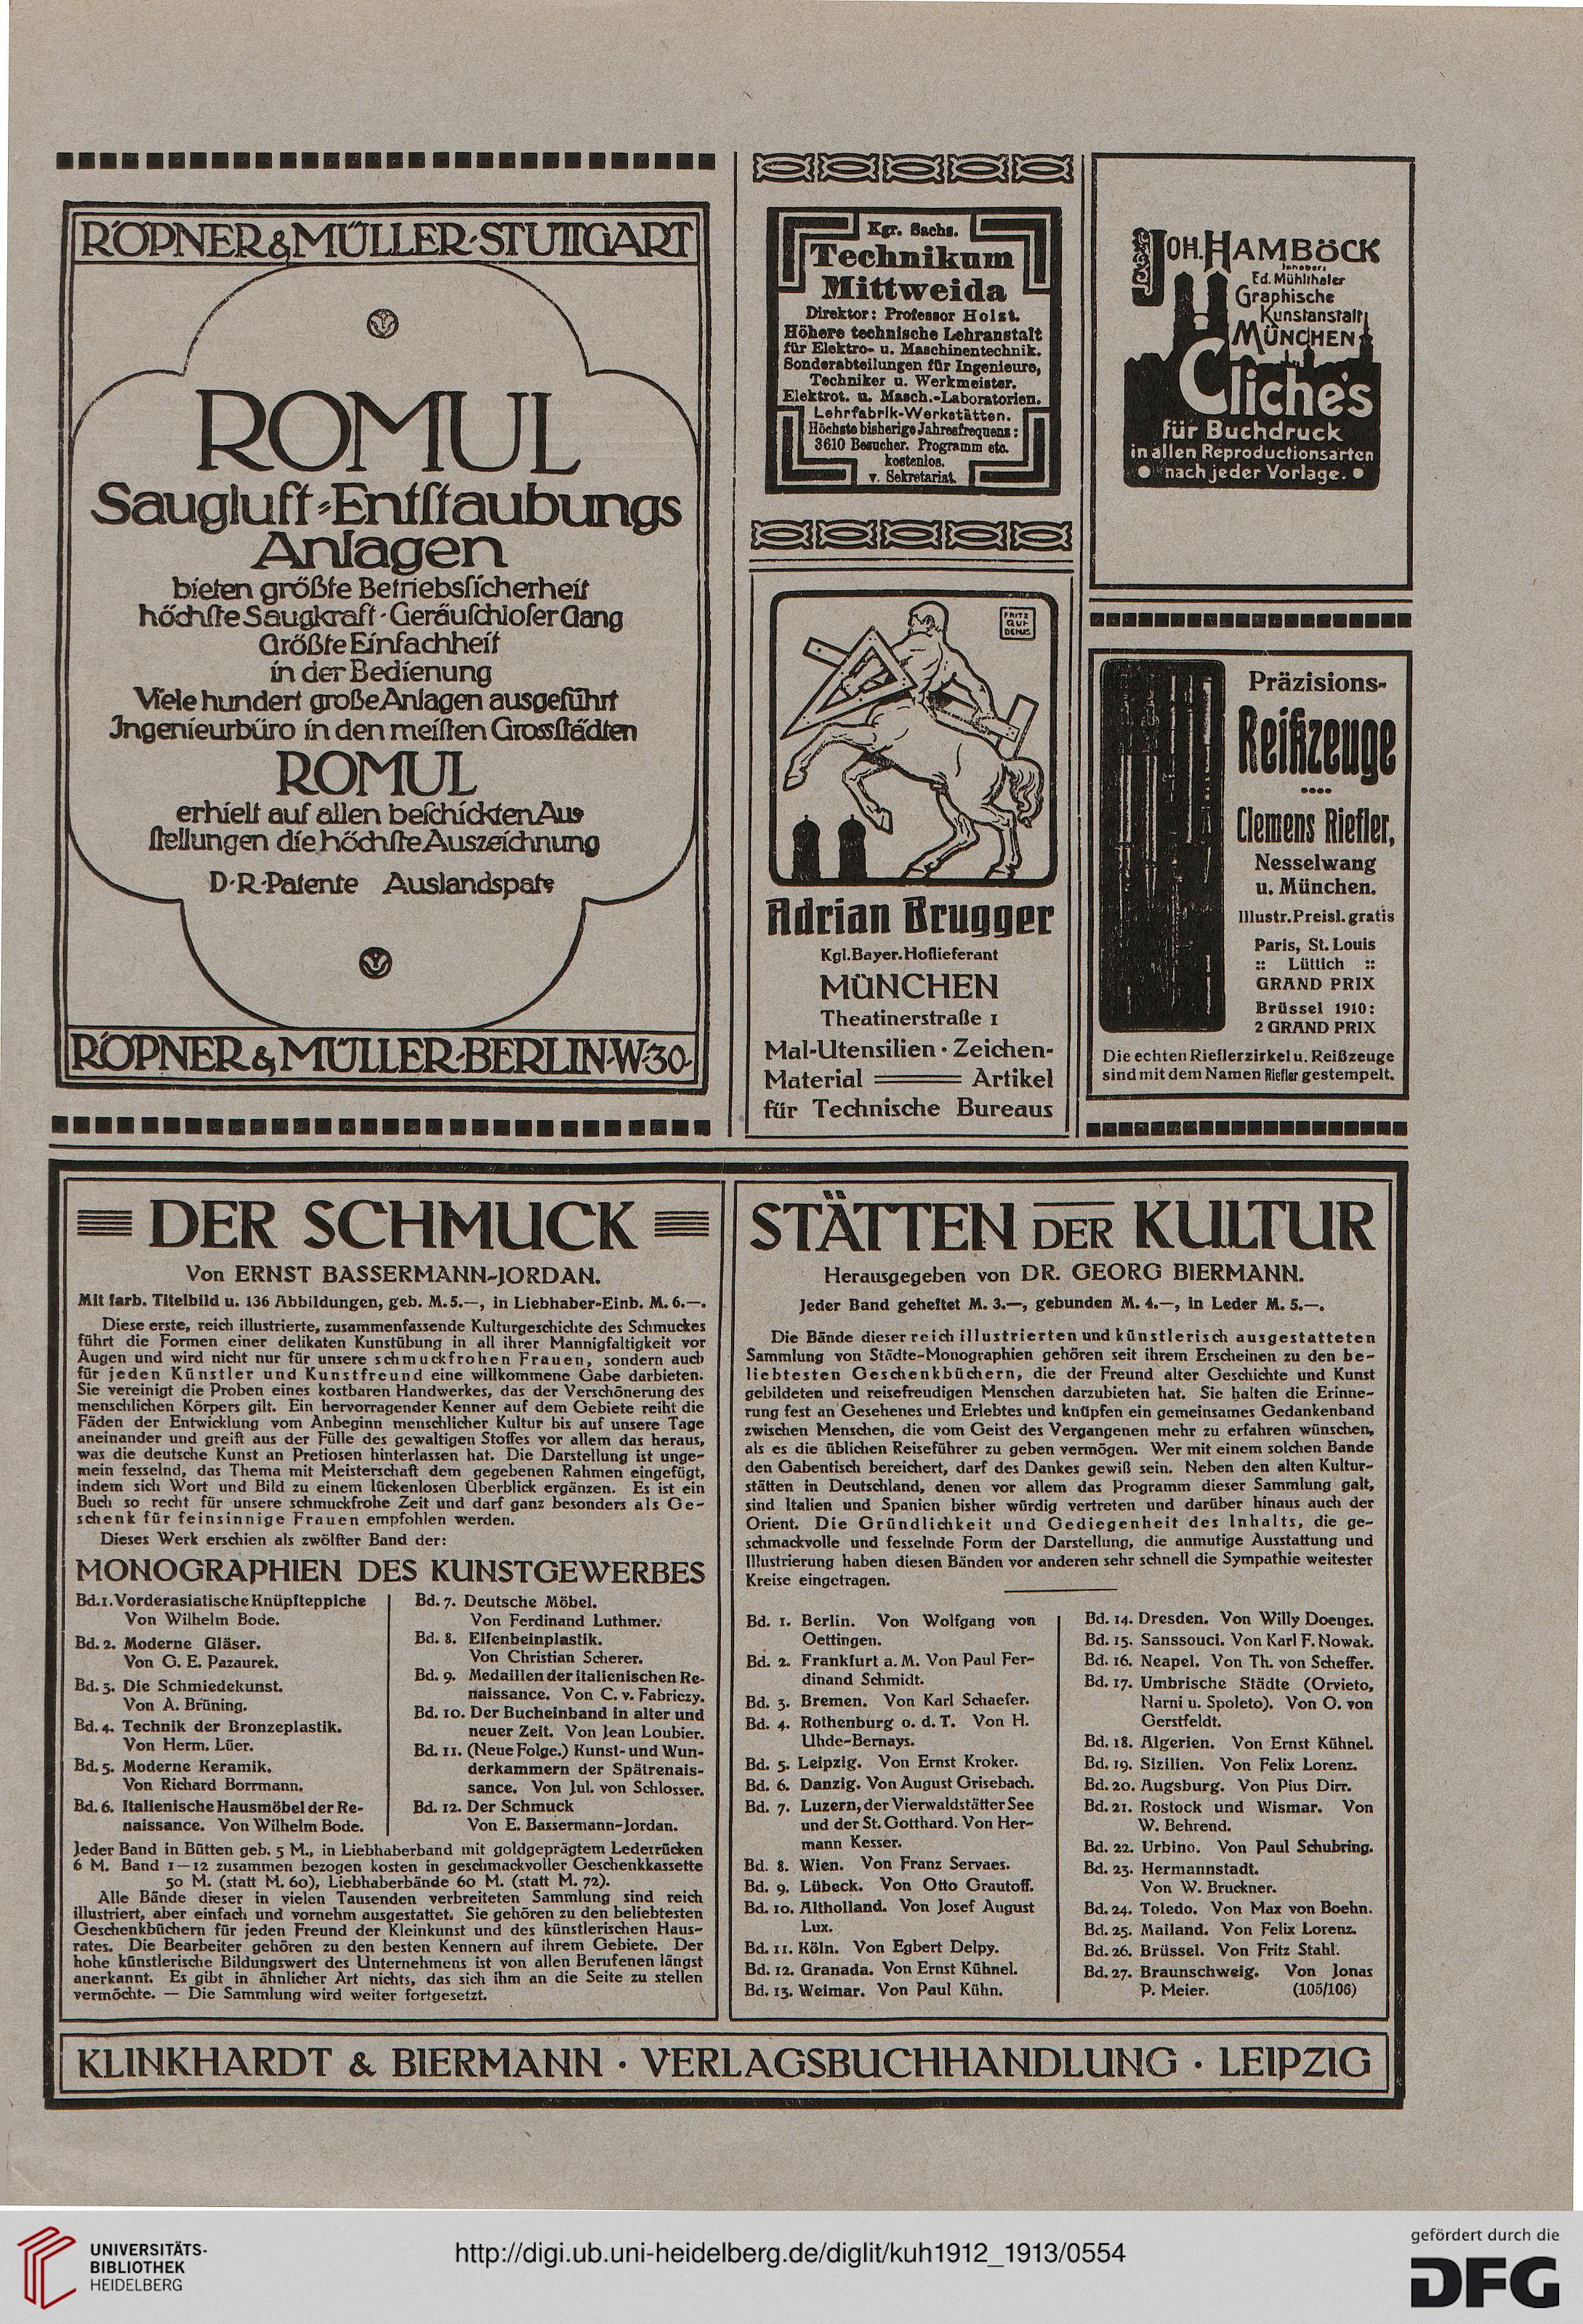 RÖPNER & MÜLLER · STUTTGART
ROMUL
Saugluft-Entſtaubungs
Anlagen
bieten größte Betriebsſicherheit
höchſte Saugkraft · Geräuſchloſer Gang
Größte Einfachheit
in der Bedienung
Viele hundert große Anlagen ausgeführt
Ingenieurbüro in den meiſten Grossſtädten
ROMUL
erhielt auf allen beſchickten Aus
ſtellungen die höchſte Auszeichnung
D·R·Patente Auslandspate
RÖPNER & MÜLLER·BERLIN·W·30·
Kgr. Sachs.
Technikum
Mittweida
Direktor: Professor Holzt.
Höhere technische Lehranstalt
für Elektro- u. Maschinentechnik.
Sonderabteilungen für Ingenieure,
Techniker u. Werkmeister.
Elektrot. u. Masch.-Laboratorien.
Lehrfabrik-Werkstätten.
Höchste bisherige Jahresfrequenz:
3610 Besucher. Programm etc.
kostenlos.
v. Sekretariat.
JOH. HAMBÖCK
Inhaber:
Ed. Mühlthaler
Graphische
Kunstanstalt
MÜNCHEN
Cliches
für Buchdruck
in allen Reproductionsarten
nach jeder Vorlage.
FRITZ
QUI
DEMUS
Adrian Brugger
Kgl. Bayer. Hoflieferant
MÜNCHEN
Theatinerstraße 1
Mal-Utensilien · Zeichen-
Material Artikel
für Technische Bureaus
Präzisions-
Reißzeuge
Clemens Riefler,
Nesselwang
u. München.
Illustr. Preisl. gratis
Paris, St. Louis
:: Lüttich ::
GRAND PRIX
Brüssel 1910:
2 GRAND PRIX
Die echten Rieflerzirkel u. Reißzeuge
sind mit dem Namen Riefler gestempelt.
DER SCHMUCK
Von ERNST BASSERMANN-JORDAN.
Mit farb. Titelbild u. 136 Abbildungen, geb. M. 5.—, in Liebhaber-Einb. M. 6.—.
Diese erste, reich illustrierte, zusammenfassende Kulturgeschichte des Schmuckes
führt die Formen einer delikaten Kunstübung in all ihrer Mannigfaltigkeit vor
Augen und wird nicht nur für unsere schmuckfrohen Frauen, sondern auch
für jeden Künstler und Kunstfreund eine willkommene Gabe darbieten.
Sie vereinigt die Proben eines kostbaren Handwerkes, das der Verschönerung des
menschlichen Körpers gilt. Ein hervorragender Kenner auf dem Gebiete reiht die
Fäden der Entwicklung vom Anbeginn menschlicher Kultur bis auf unsere Tage
aneinander und greift aus der Fülle des gewaltigen Stoffes vor allem das heraus,
was die deutsche Kunst an Pretiosen hinterlassen hat. Die Darstellung ist unge-
mein fesselnd, das Thema mit Meisterschaft dem gegebenen Rahmen eingefügt,
indem sich Wort und Bild zu einem lückenlosen Überblick ergänzen. Es ist ein
Buch so recht für unsere schmuckfrohe Zeit und darf ganz besonders als Ge-
schenk für feinsinnige Frauen empfohlen werden.
Dieses Werk erschien als zwölfter Band der:
MONOGRAPHIEN DES KUNSTGEWERBES
Bd. 1. Vorderasiatische Knüpfteppiche
Von Wilhelm Bode.
Bd. 2. Moderne Gläser.
Von G. E. Pazaurek.
Bd. 3. Die Schmiedekunst.
Von A. Brüning.
Bd. 4. Technik der Bronzeplastik.
Von Herm. Lüer.
Bd. 5. Moderne Keramik.
Von Richard Borrmann.
Bd. 6. Italienische Hausmöbel der Re-
naissance. Von Wilhelm Bode.
Bd. 7. Deutsche Möbel.
Von Ferdinand Luthmer.
Bd. 8. Elfenbeinplastik.
Von Christian Scherer.
Bd. 9. Medaillen der italienischen Re-
naissance. Von C. v. Fabriczy.
Bd. 10. Der Bucheinband in alter und
neuer Zeit. Von Jean Loubier.
Bd. 11. (Neue Folge.) Kunst- und Wun-
derkammern der Spätrenais-
sance. Von Jul. von Schlosser.
Bd. 12. Der Schmuck
Von E. Bassermann-Jordan.
Jeder Band in Bütten geb. 5 M., in Liebhaberband mit goldgeprägtem Lederrücken
6 M. Band 1—12 zusammen bezogen kosten in geschmackvoller Geschenkkassette
50 M. (statt M. 60), Liebhaberbände 60 M. (statt M. 72).
Alle Bände dieser in vielen Tausenden verbreiteten Sammlung sind reich
illustriert, aber einfach und vornehm ausgestattet. Sie gehören zu den beliebtesten
Geschenkbüchern für jeden Freund der Kleinkunst und des künstlerischen Haus-
rates. Die Bearbeiter gehören zu den besten Kennern auf ihrem Gebiete. Der
hohe künstlerische Bildungswert des Unternehmens ist von allen Berufenen längst
anerkannt. Es gibt in ähnlicher Art nichts, das sich ihm an die Seite zu stellen
vermöchte. — Die Sammlung wird weiter fortgesetzt.
STÄTTEN DER KULTUR
Herausgegeben von DR. GEORG BIERMANN.
Jeder Band geheftet M. 3.—, gebunden M. 4.—, in Leder M. 5.—.
Die Bände dieser reich illustrierten und künstlerisch ausgestatteten
Sammlung von Städte-Monographien gehören seit ihrem Erscheinen zu den be-
liebtesten Geschenkbüchern, die der Freund alter Geschichte und Kunst
gebildeten und reisefreudigen Menschen darzubieten hat. Sie halten die Erinne-
rung fest an Gesehenes und Erlebtes und knüpfen ein gemeinsames Gedankenband
zwischen Menschen, die vom Geist des Vergangenen mehr zu erfahren wünschen,
als es die üblichen Reiseführer zu geben vermögen. Wer mit einem solchen Bande
den Gabentisch bereichert, darf des Dankes gewiß sein. Neben den alten Kultur-
stätten in Deutschland, denen vor allem das Programm dieser Sammlung galt,
sind Italien und Spanien bisher würdig vertreten und darüber hinaus auch der
Orient. Die Gründlichkeit und Gediegenheit des Inhalts, die ge-
schmackvolle und fesselnde Form der Darstellung, die anmutige Ausstattung und
Illustrierung haben diesen Bänden vor anderen sehr schnell die Sympathie weitester
Kreise eingetragen.
Bd. 1. Berlin. Von Wolfgang von
Oettingen.
Bd. 2. Frankfurt a. M. Von Paul Fer-
dinand Schmidt.
Bd. 3. Bremen. Von Karl Schaefer.
Bd. 4. Rothenburg o. d. T. Von H.
Uhde-Bernays.
Bd. 5. Leipzig. Von Ernst Kroker.
Bd. 6. Danzig. Von August Grisebach.
Bd. 7. Luzern, der Vierwaldstätter See
und der St. Gotthard. Von Her-
mann Kesser.
Bd. 8. Wien. Von Franz Servaes.
Bd. 9. Lübeck. Von Otto Grautoff.
Bd. 10. Altholland. Von Josef August
Lux.
Bd. 11. Köln. Von Egbert Delpy.
Bd. 12. Granada. Von Ernst Kühnel.
Bd. 13. Weimar. Von Paul Kühn.
Bd. 14. Dresden. Von Willy Doenges.
Bd. 15. Sanssouci. Von Karl F. Nowak.
Bd. 16. Neapel. Von Th. von Scheffer.
Bd. 17. Umbrische Städte (Orvieto,
Narni u. Spoleto). Von O. von
Gerstfeldt.
Bd. 18. Algerien. Von Ernst Kühnel.
Bd. 19. Sizilien. Von Felix Lorenz.
Bd. 20. Augsburg. Von Pius Dirr.
Bd. 21. Rostock und Wismar. Von
W. Behrend.
Bd. 22. Urbino. Von Paul Schubring.
Bd. 23. Hermannstadt.
Von W. Bruckner.
Bd. 24. Toledo. Von Max von Boehn.
Bd. 25. Mailand. Von Felix Lorenz.
Bd. 26. Brüssel. Von Fritz Stahl.
Bd. 27. Braunschweig. Von Jonas
P. Meier. (105/106)
KLINKHARDT & BIERMANN · VERLAGSBUCHHANDLUNG · LEIPZIG
UNIVERSITÄTS-
BIBLIOTHEK
HEIDELBERG
http://digi.ub.uni-heidelberg.de/diglit/kuh1912_1913/0554
gefördert durch die
DFG